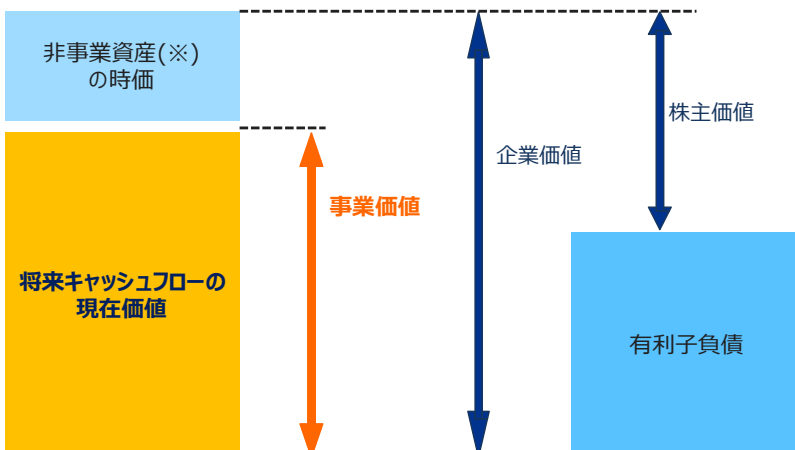 非事業資産(※)
の時価
株主価値
企業価値
事業価値
将来キャッシュフローの
現在価値
有利子負債